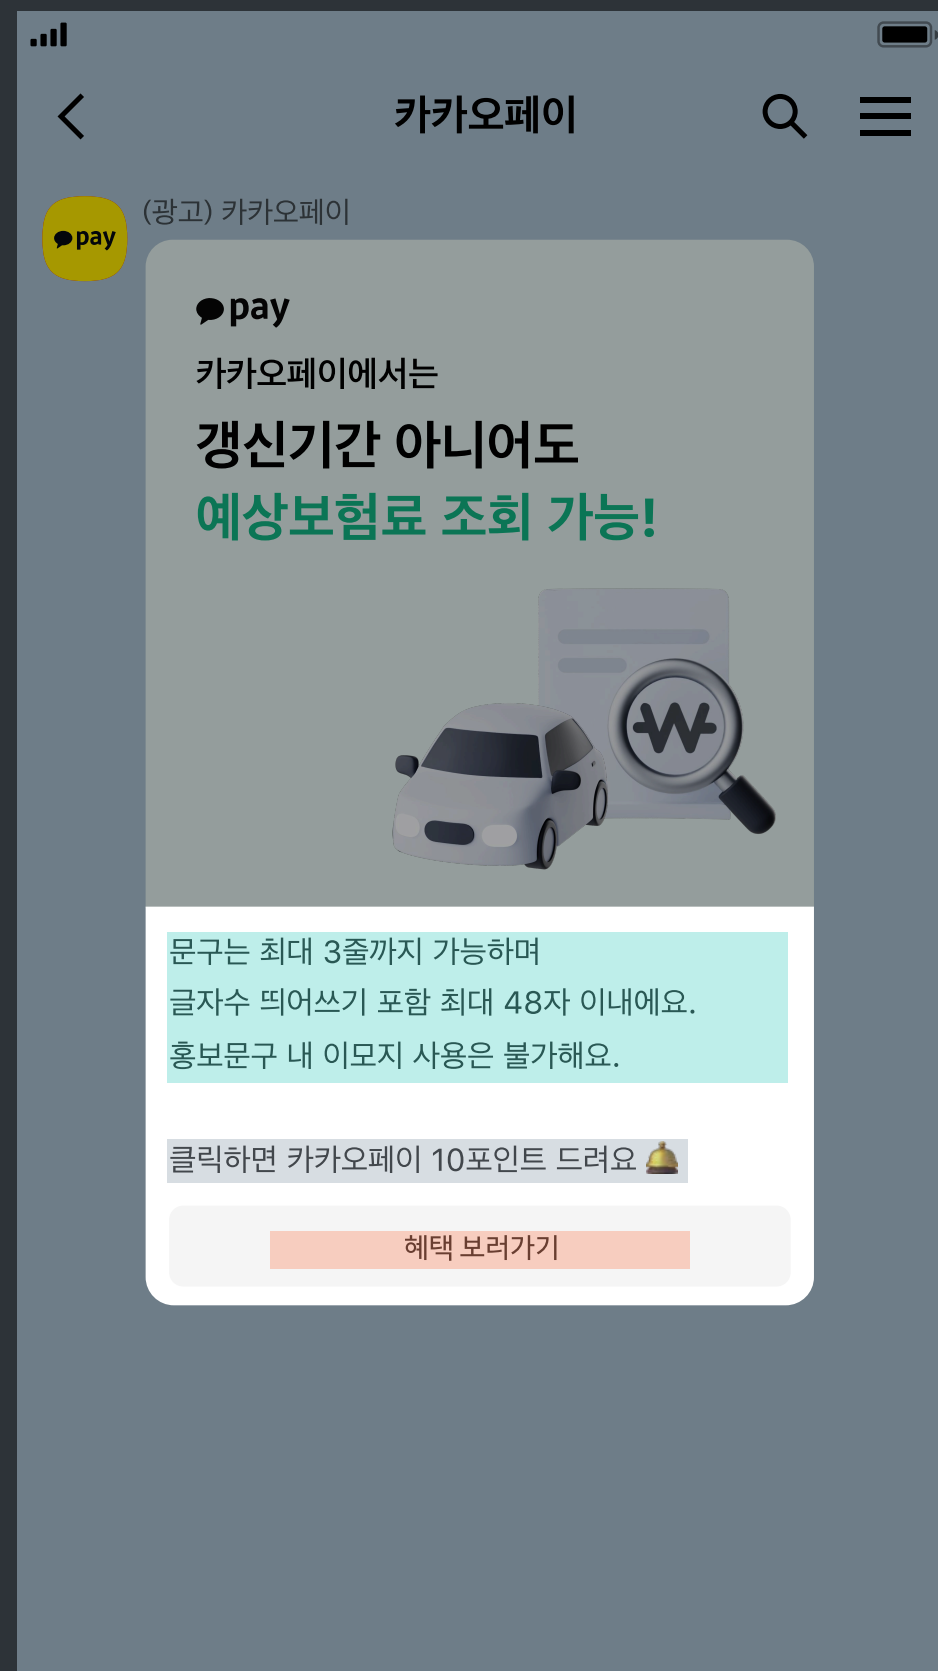 카카오페이
pay
(광고) 카카오페이
pay
카카오페이에서는
갱신기간 아니어도
예상보험료 조회 가능!
₩
문구는 최대 3줄까지 가능하며
글자수 띄어쓰기 포함 최대 48자 이내에요.
홍보문구 내 이모지 사용은 불가해요.
클릭하면 카카오페이 10포인트 드려요
혜택 보러가기